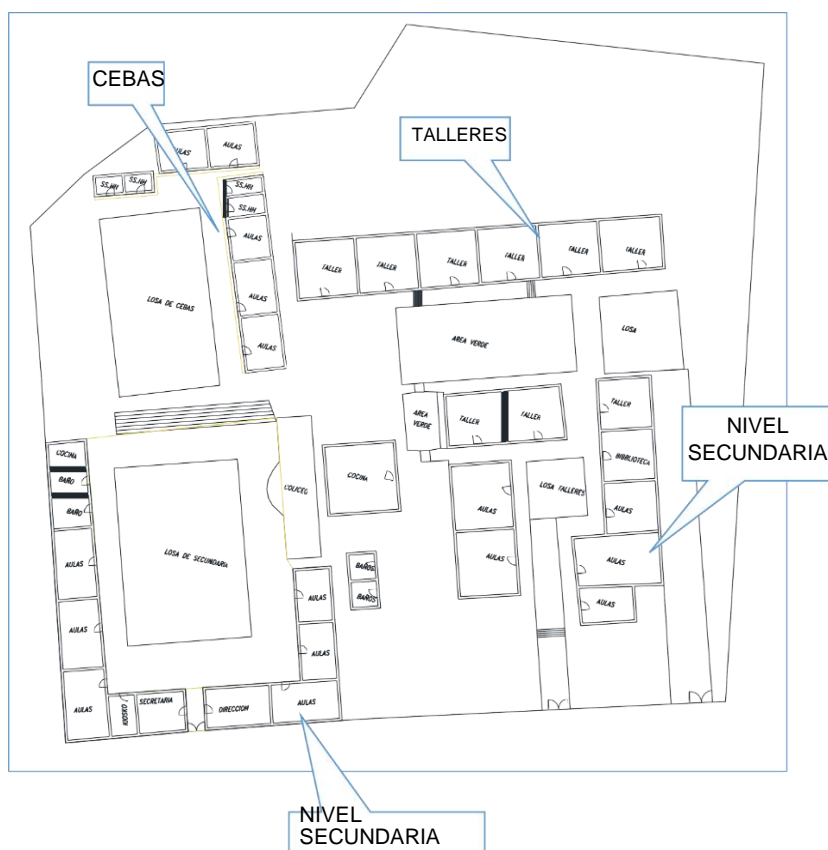 CEBAS
TALLERES
AULAS
AULAS
SS.HH
SS.HH
SS.HH
SS.HH
AULAS
AULAS
AULAS
LOSA DE CEBAS
TALLER
TALLER
TALLER
TALLER
TALLER
TALLER
AREA VERDE
LOSA
AREA
VERDE
TALLER
TALLER
TALLER
NIVEL
SECUNDARIA
COCINA
BAÑO
BAÑO
COLICEO
COCINA
BIBBLIOTECA
LOSA TALLERES
AULAS
AULAS
AULAS
AULAS
AULAS
LOSA DE SECUNDARIA
AULAS
AULAS
AULAS
BAÑOS
BAÑOS
AULAS
AULAS
KIOSKO
SECRETARIA
DIRECCION
AULAS
NIVEL
SECUNDARIA